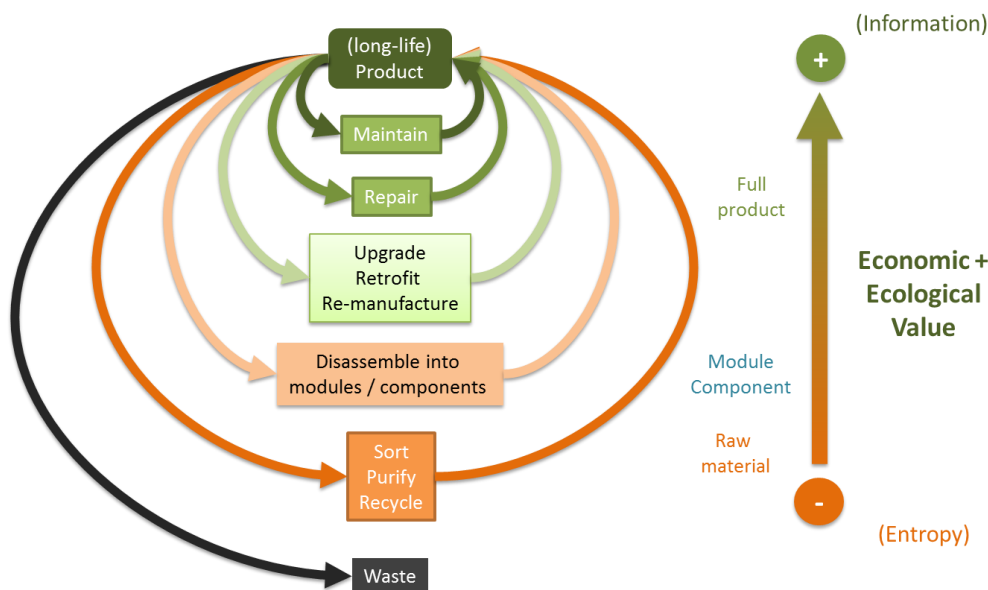 (long-life)
Product
Maintain
Repair
Upgrade
Retrofit
Re-manufacture
Disassemble into
modules / components
Sort
Purify
Recycle
Waste
(Information)
+
Full
product
Economic +
Ecological
Value
Module
Component
Raw
material
-
(Entropy)